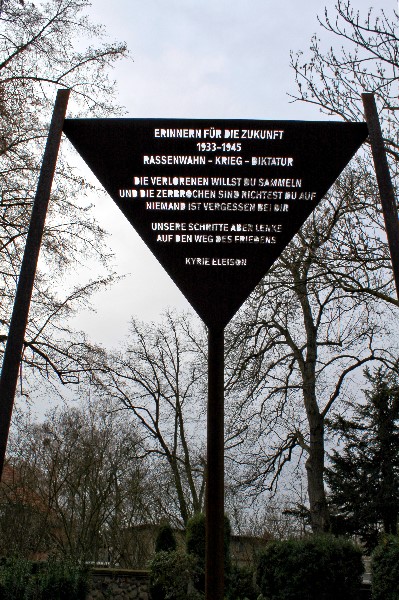 ERINNERN FÜR DIE ZUKUNFT
1933-1945
RASSENWAHN - KRIEG - DIKTATUR
DIE VERLORENEN WILLST DU SAMMELN
UND DIE ZERBROCHEN SIND RICHTEST DU AUF
NIEMAND IST VERGESSEN BEI DIR
UNSERE SCHRITTE ABER LENKE
AUF DEN WEG DES FRIEDENS
KYRIE ELEISON